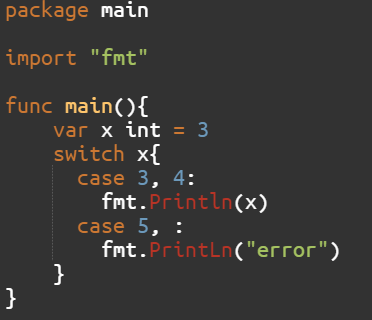 package main
import "fmt"
func main(){
var x int = 3
switch x{
case 3, 4:
fmt.Println(x)
case 5, :
fmt.PrintLn("error")
}
}